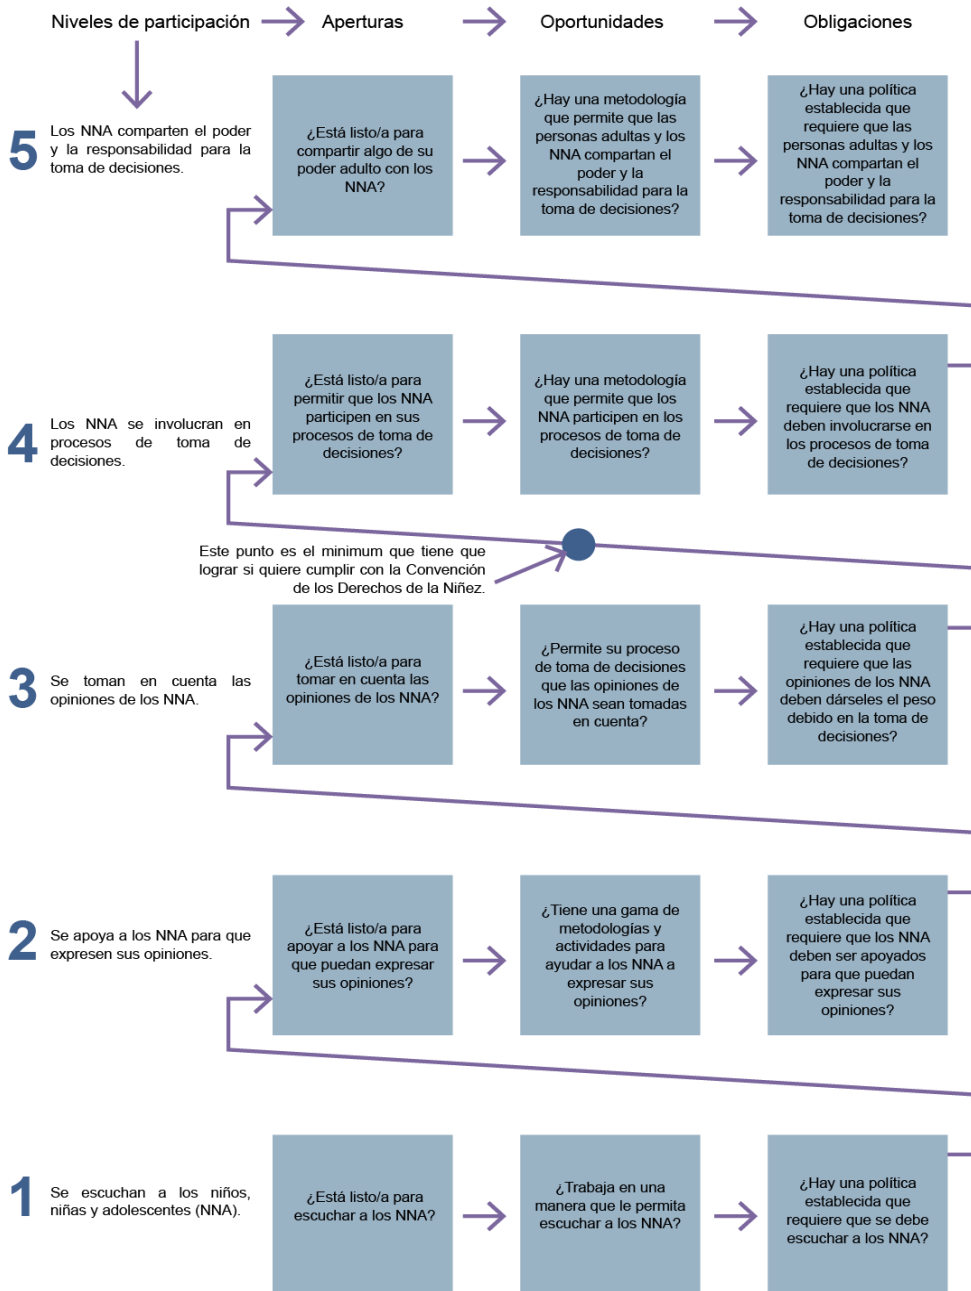 Niveles de participación
Aperturas
Oportunidades
Obligaciones
5
Los NNA comparten el poder
y la responsabilidad para la
toma de decisiones.
¿Está listo/a para
compartir algo de su
poder adulto con los
NNA?
¿Hay una metodología
que permite que las
personas adultas y los
NNA compartan el
poder y la
responsabilidad para la
toma de decisiones?
¿Hay una política
establecida que
requiere que las
personas adultas y los
NNA compartan el
poder y la
responsabilidad para la
toma de decisiones?
4
Los NNA se involucran en
procesos de toma de
decisiones.
¿Está listo/a para
permitir que los NNA
participen en sus
procesos de toma de
decisiones?
¿Hay una metodología
que permite que los
NNA participen en los
procesos de toma de
decisiones?
¿Hay una política
establecida que
requiere que los NNA
deben involucrarse en
los procesos de toma
de decisiones?
Este punto es el minimum que tiene que
lograr si quiere cumplir con la Convención
de los Derechos de la Niñez.
3
Se toman en cuenta las
opiniones de los NNA.
¿Está listo/a para
tomar en cuenta las
opiniones de los NNA?
¿Permite su proceso
de toma de decisiones
que las opiniones de
los NNA sean tomadas
en cuenta?
¿Hay una política
establecida que
requiere que las
opiniones de los NNA
deben dárseles el peso
debido en la toma de
decisiones?
2
Se apoya a los NNA para que
expresen sus opiniones.
¿Está listo/a para
apoyar a los NNA para
que puedan expresar
sus opiniones?
¿Tiene una gama de
metodologías y
actividades para
ayudar a los NNA a
expresar sus
opiniones?
¿Hay una política
establecida que
requiere que los NNA
deben ser apoyados
para que puedan
expresar sus
opiniones?
1
Se escuchan a los niños,
niñas y adolescentes (NNA).
¿Está listo/a para
escuchar a los NNA?
¿Trabaja en una
manera que le permita
escuchar a los NNA?
¿Hay una política
establecida que
requiere que se debe
escuchar a los NNA?